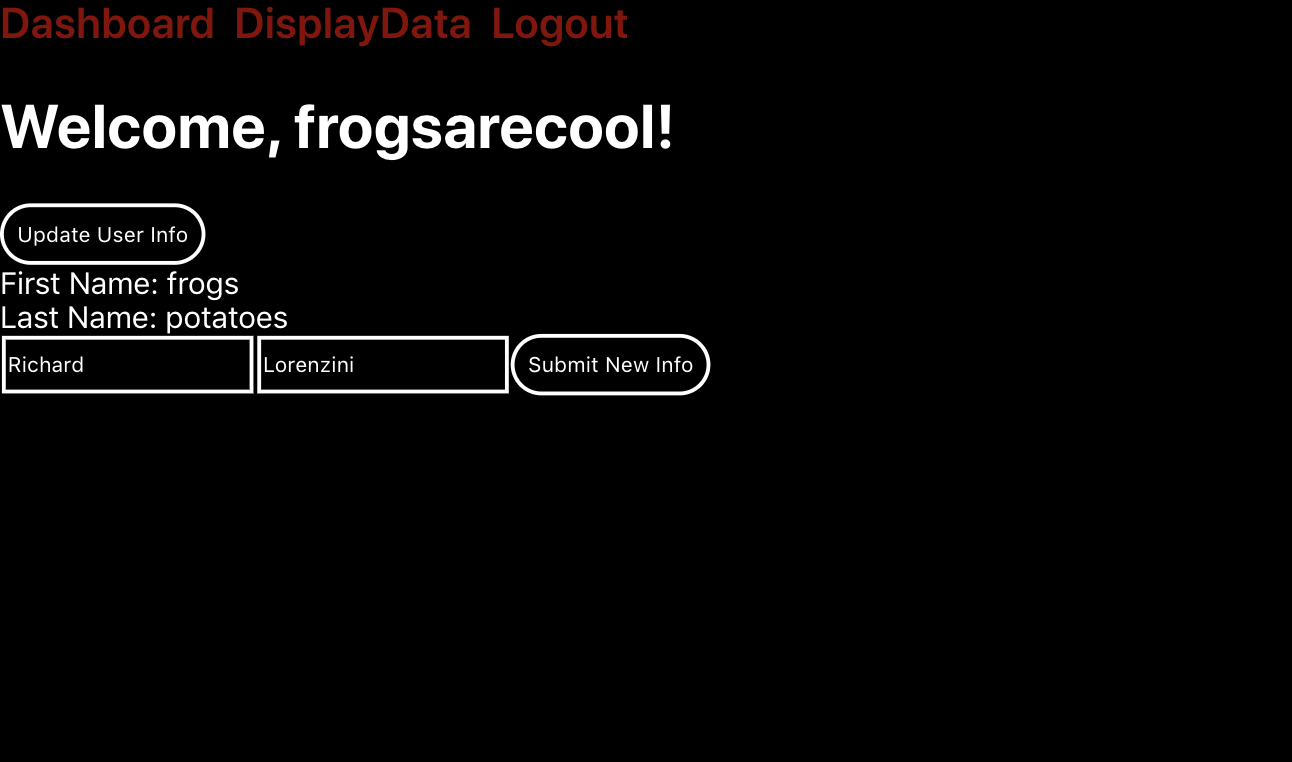 Dashboard DisplayData Logout
Welcome, frogsarecool!
Update User Info
First Name: frogs
Last Name: potatoes
Richard Lorenzini Submit New Info